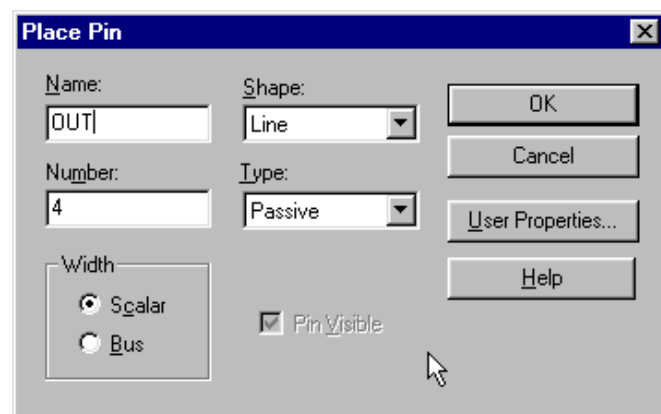 Place Pin
Name:
OUT
Shape:
Line
OK
Cancel
Number:
4
Type:
Passive
User Properties...
Width
Scalar
Bus
Pin Visible
Help